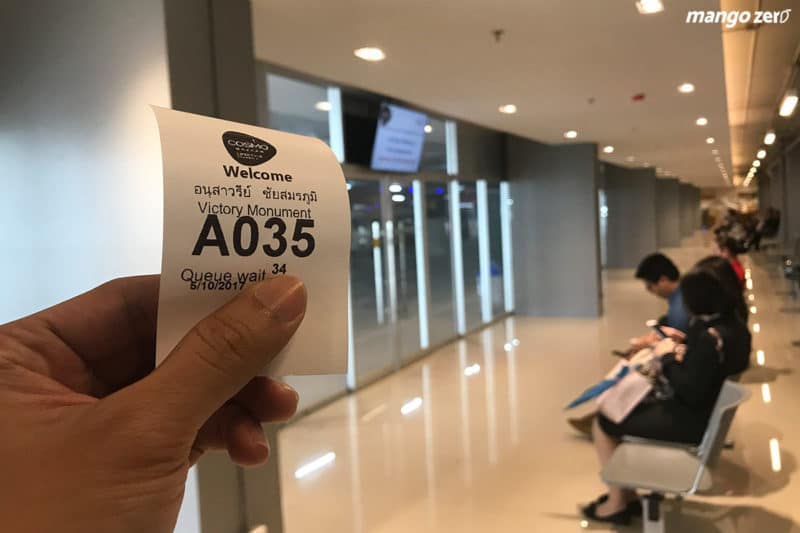 mango zero
COSMO
BAZAAR
Welcome
อนุสาวรีย์ ชัยสมรภูมิ
Victory Monument
A035
Queue wait 34
5/10/2017